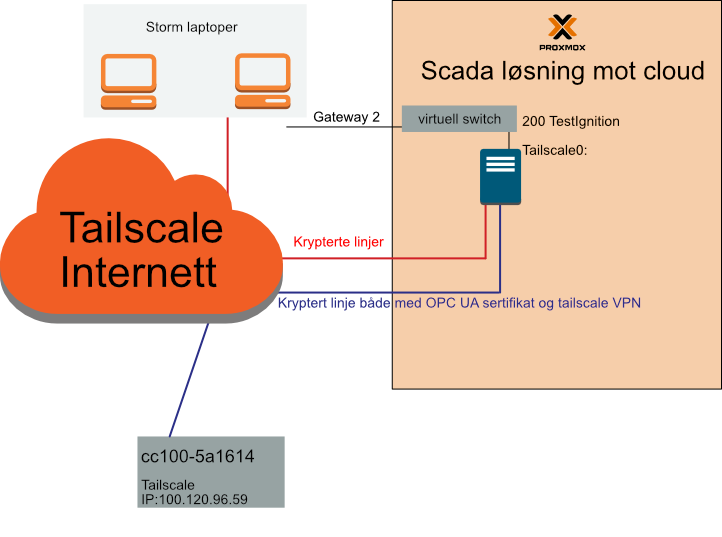 Storm laptoper
PROXMOX
Scada løsning mot cloud
Gateway 2
virtuell switch
200 TestIgnition
Tailscale0:
Tailscale
Internett
Krypterte linjer
Kryptert linje både med OPC UA sertifikat og tailscale VPN
cc100-5a1614
Tailscale
IP:100.120.96.59